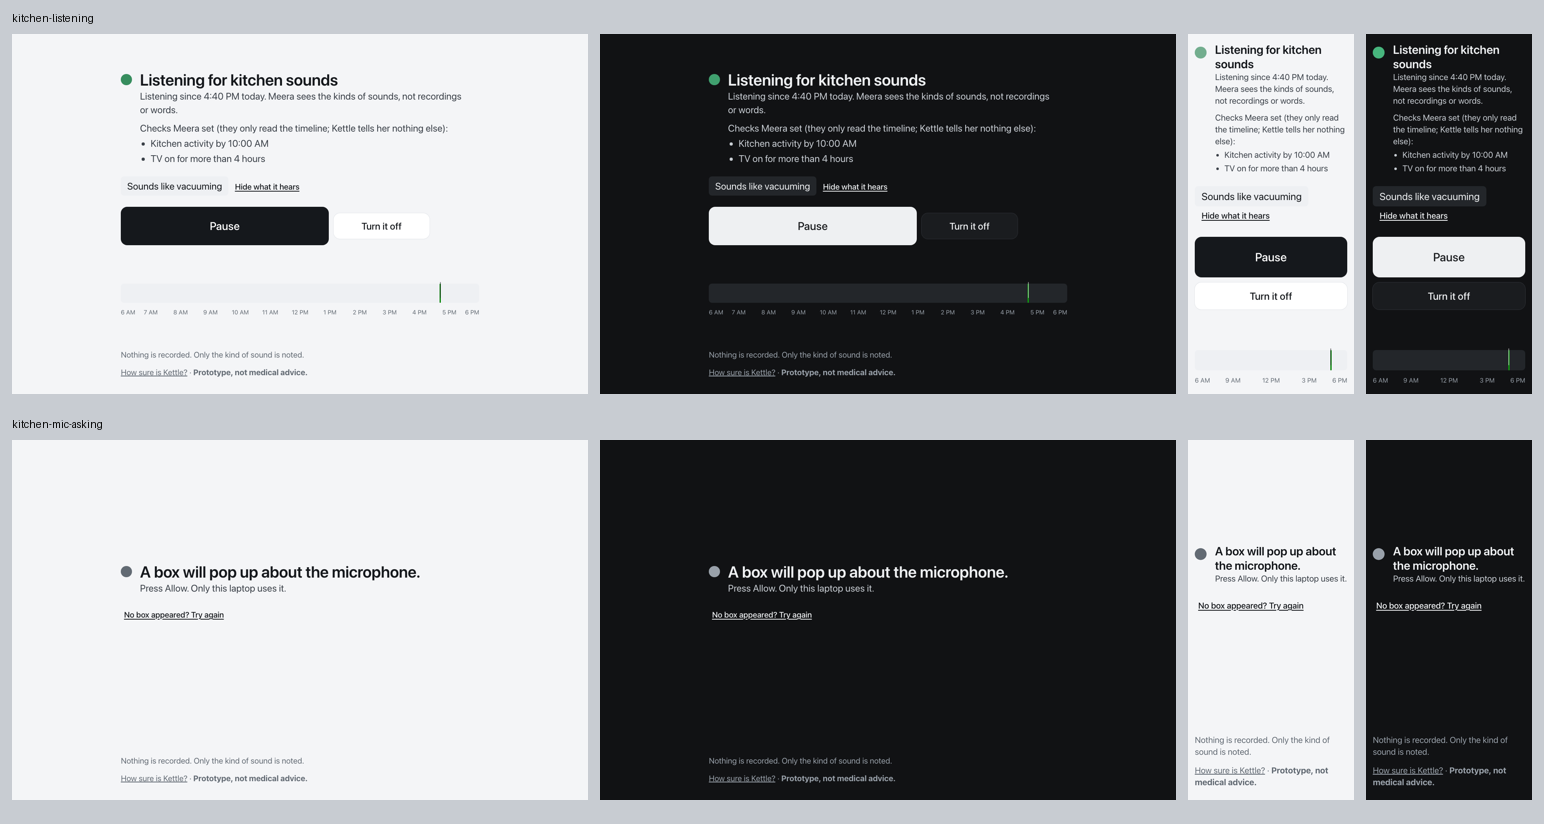 kitchen-listening
Listening for kitchen sounds
Listening since 4:40 PM today. Meera sees the kinds of sounds, not recordings
or words.
Checks Meera set (they only read the timeline; Kettle tells her nothing else):
• Kitchen activity by 10:00 AM
• TV on for more than 4 hours
Sounds like vacuuming Hide what it hears
Pause Turn it off
6 AM 7 AM 8 AM 9 AM 10 AM 11 AM 12 PM 1 PM 2 PM 3 PM 4 PM 5 PM 6 PM
Nothing is recorded. Only the kind of sound is noted.
How sure is Kettle? · Prototype, not medical advice.
Listening for kitchen sounds
Listening since 4:40 PM today. Meera sees the kinds of sounds, not recordings
or words.
Checks Meera set (they only read the timeline; Kettle tells her nothing else):
• Kitchen activity by 10:00 AM
• TV on for more than 4 hours
Sounds like vacuuming Hide what it hears
Pause Turn it off
6 AM 7 AM 8 AM 9 AM 10 AM 11 AM 12 PM 1 PM 2 PM 3 PM 4 PM 5 PM 6 PM
Nothing is recorded. Only the kind of sound is noted.
How sure is Kettle? · Prototype, not medical advice.
Listening for kitchen
sounds
Listening since 4:40 PM today.
Meera sees the kinds of sounds,
not recordings or words.
Checks Meera set (they only read
the timeline; Kettle tells her nothing
else):
• Kitchen activity by 10:00 AM
• TV on for more than 4 hours
Sounds like vacuuming
Hide what it hears
Pause
Turn it off
6 AM 9 AM 12 PM 3 PM 6 PM
Listening for kitchen
sounds
Listening since 4:40 PM today.
Meera sees the kinds of sounds,
not recordings or words.
Checks Meera set (they only read
the timeline; Kettle tells her nothing
else):
• Kitchen activity by 10:00 AM
• TV on for more than 4 hours
Sounds like vacuuming
Hide what it hears
Pause
Turn it off
6 AM 9 AM 12 PM 3 PM 6 PM
kitchen-mic-asking
A box will pop up about the microphone.
Press Allow. Only this laptop uses it.
No box appeared? Try again
Nothing is recorded. Only the kind of sound is noted.
How sure is Kettle? · Prototype, not medical advice.
A box will pop up about the microphone.
Press Allow. Only this laptop uses it.
No box appeared? Try again
Nothing is recorded. Only the kind of sound is noted.
How sure is Kettle? · Prototype, not medical advice.
A box will pop up about
the microphone.
Press Allow. Only this laptop uses it.
No box appeared? Try again
Nothing is recorded. Only the kind of
sound is noted.
How sure is Kettle? · Prototype, not
medical advice.
A box will pop up about
the microphone.
Press Allow. Only this laptop uses it.
No box appeared? Try again
Nothing is recorded. Only the kind of
sound is noted.
How sure is Kettle? · Prototype, not
medical advice.